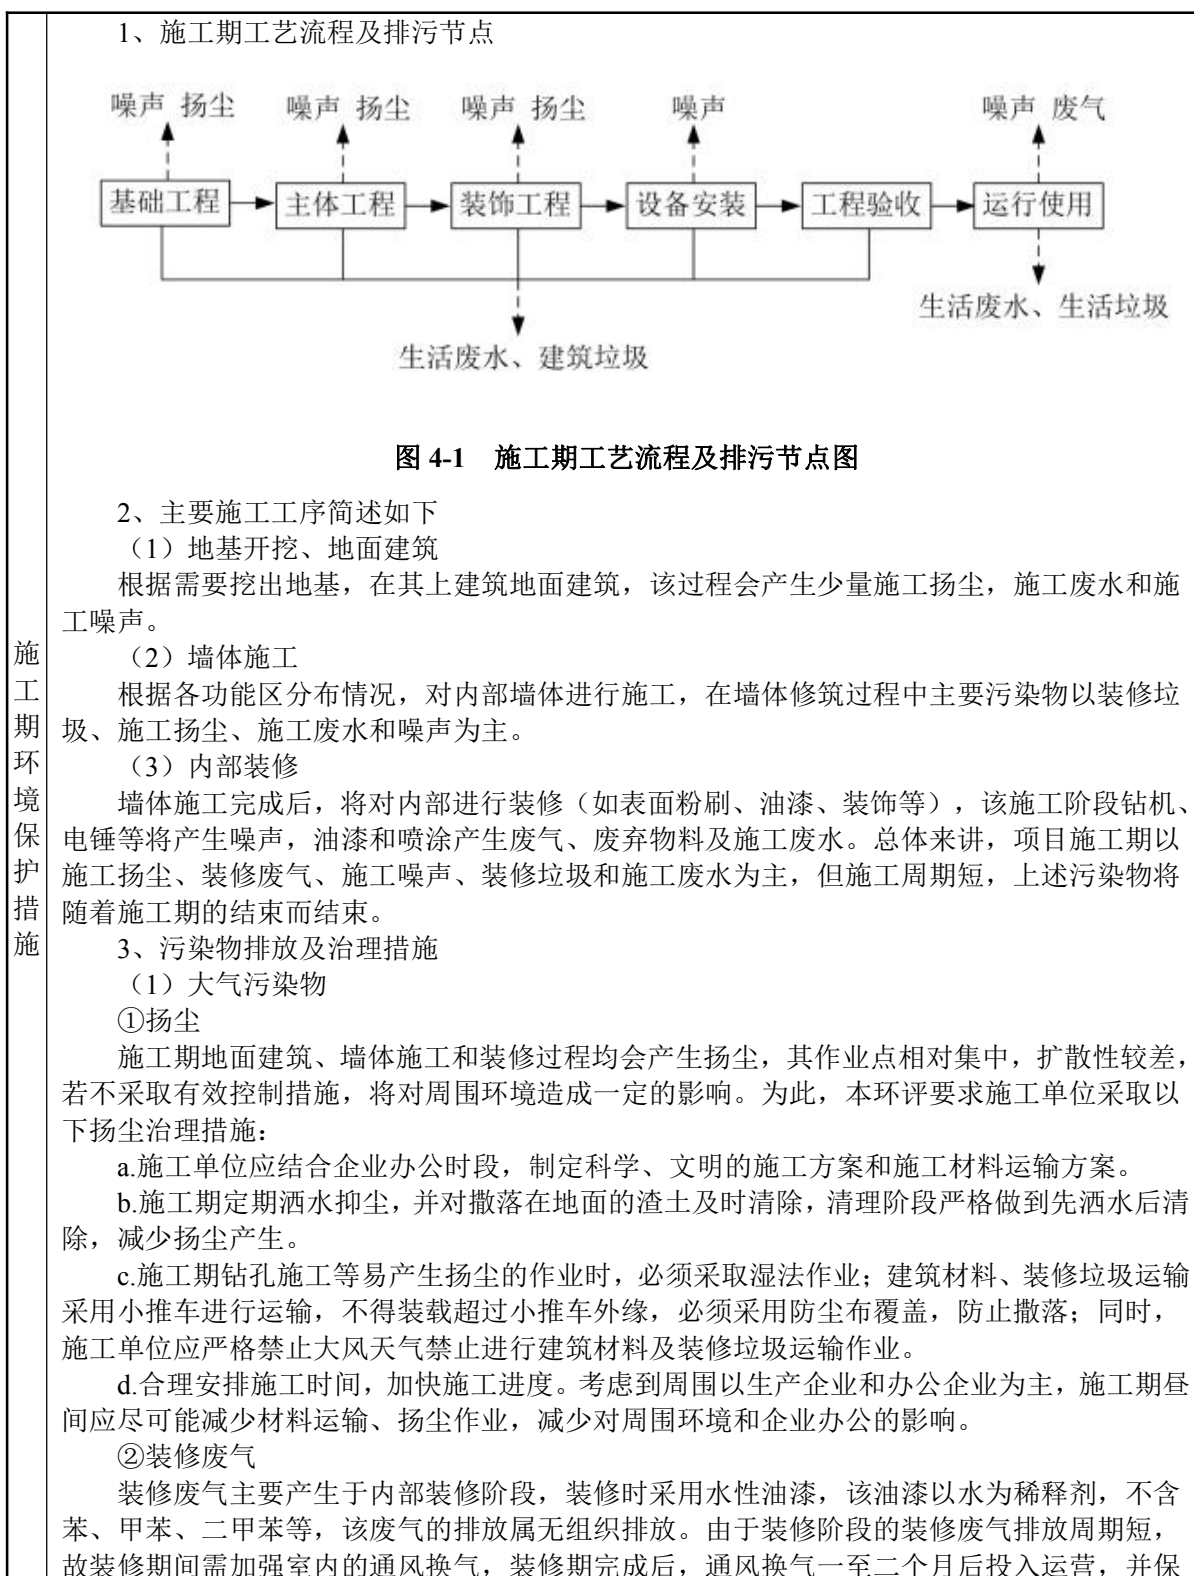 1、施工期工艺流程及排污节点
噪声 扬尘 噪声 扬尘 噪声 扬尘 噪声 噪声 废气
基础工程 主体工程 装饰工程 设备安装 工程验收 运行使用
生活废水、生活垃圾
生活废水、建筑垃圾
图 4-1 施工期工艺流程及排污节点图
2、主要施工工序简述如下
（1）地基开挖、地面建筑
根据需要挖出地基，在其上建筑地面建筑，该过程会产生少量施工扬尘，施工废水和施
工噪声。
（2）墙体施工
根据各功能区分布情况，对内部墙体进行施工，在墙体修筑过程中主要污染物以装修垃
圾、施工扬尘、施工废水和噪声为主。
（3）内部装修
墙体施工完成后，将对内部进行装修（如表面粉刷、油漆、装饰等），该施工阶段钻机、
电锤等将产生噪声，油漆和喷涂产生废气、废弃物料及施工废水。总体来讲，项目施工期以
施工扬尘、装修废气、施工噪声、装修垃圾和施工废水为主，但施工周期短，上述污染物将
随着施工期的结束而结束。
3、污染物排放及治理措施
（1）大气污染物
①扬尘
施工期地面建筑、墙体施工和装修过程均会产生扬尘，其作业点相对集中，扩散性较差，
若不采取有效控制措施，将对周围环境造成一定的影响。为此，本环评要求施工单位采取以
下扬尘治理措施：
a.施工单位应结合企业办公时段，制定科学、文明的施工方案和施工材料运输方案。
b.施工期定期洒水抑尘，并对撒落在地面的渣土及时清除，清理阶段严格做到先洒水后清
除，减少扬尘产生。
c.施工期钻孔施工等易产生扬尘的作业时，必须采取湿法作业；建筑材料、装修垃圾运输
采用小推车进行运输，不得装载超过小推车外缘，必须采用防尘布覆盖，防止撒落；同时，
施工单位应严格禁止大风天气禁止进行建筑材料及装修垃圾运输作业。
d.合理安排施工时间，加快施工进度。考虑到周围以生产企业和办公企业为主，施工期昼
间应尽可能减少材料运输、扬尘作业，减少对周围环境和企业办公的影响。
②装修废气
装修废气主要产生于内部装修阶段，装修时采用水性油漆，该油漆以水为稀释剂，不含
苯、甲苯、二甲苯等，该废气的排放属无组织排放。由于装修阶段的装修废气排放周期短，
故装修期间需加强室内的通风换气，装修期完成后，通风换气一至二个月后投入运营，并保
施
工
期
环
境
保
护
措
施